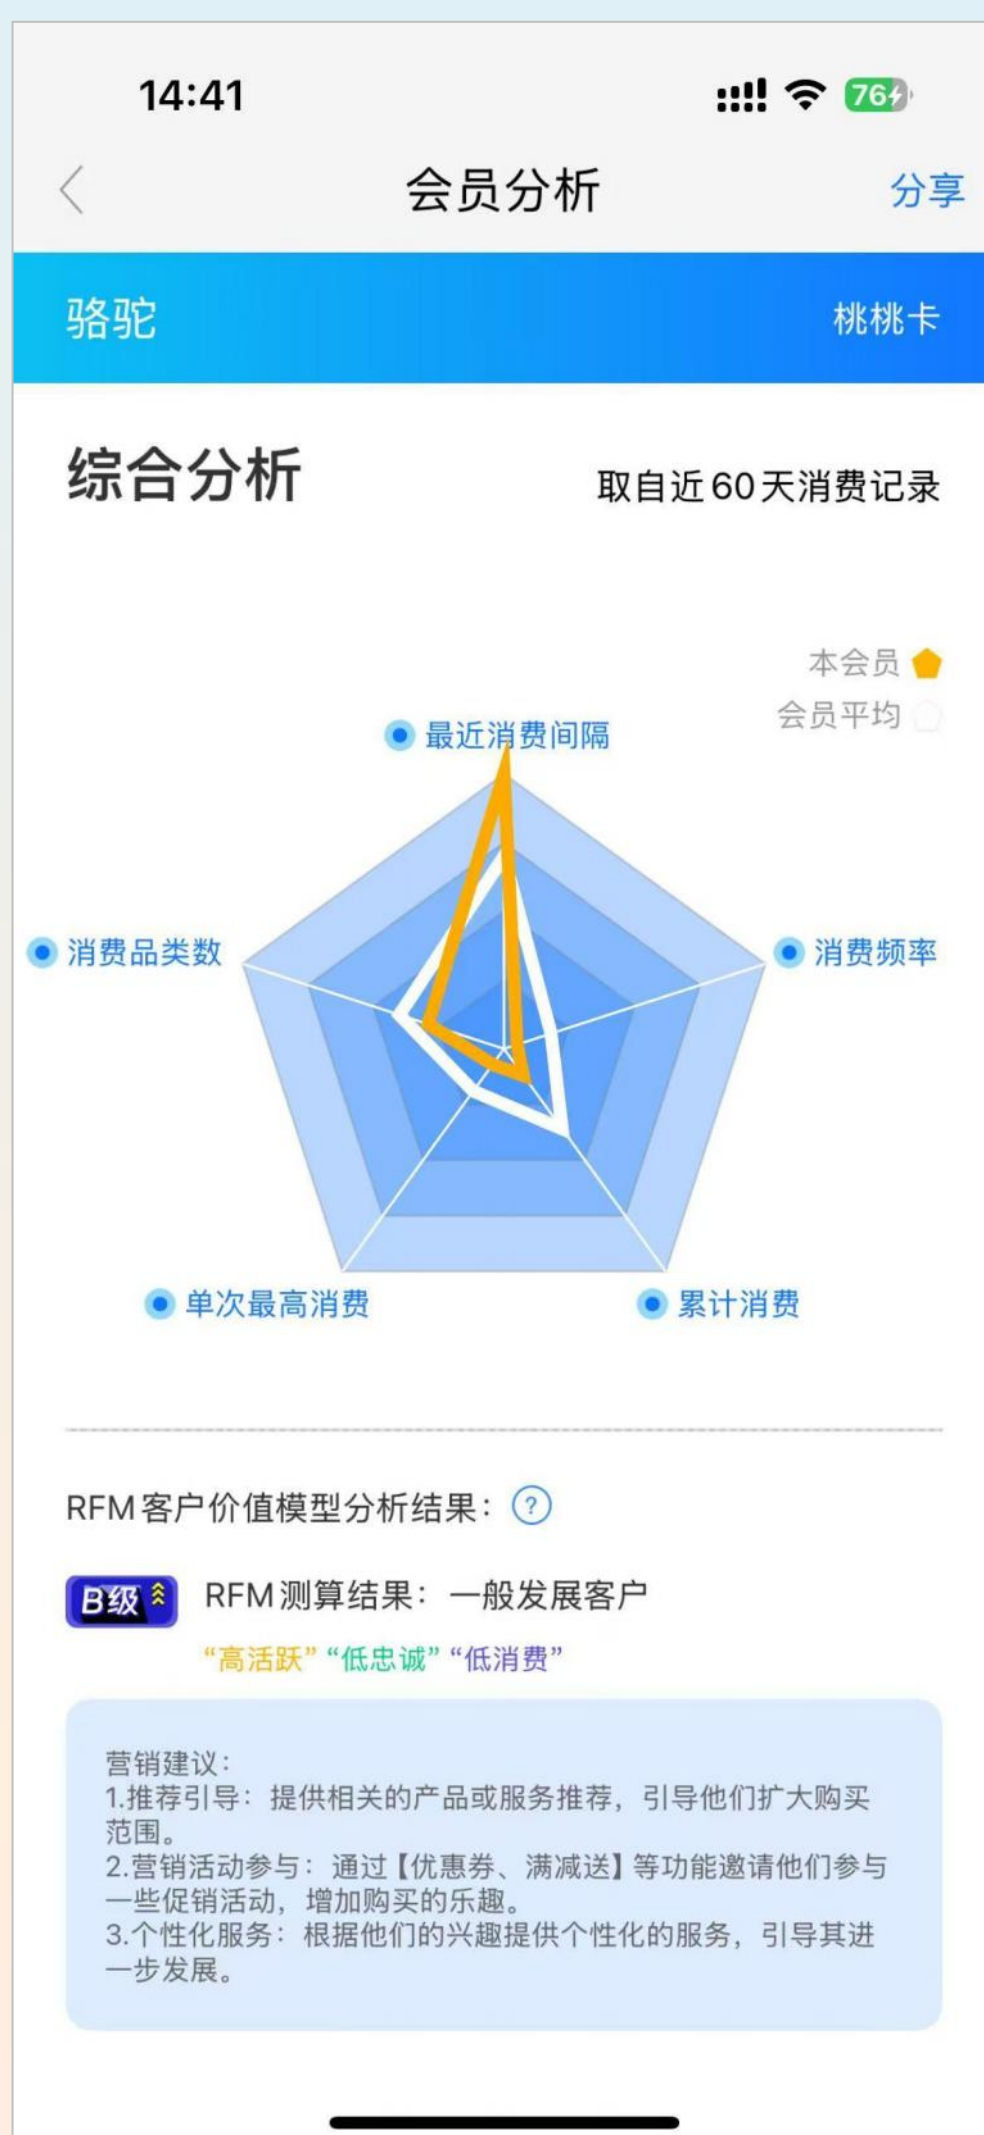 14:41
76
会员分析
分享
骆驼
桃桃卡
综合分析
取自近60天消费记录
本会员
会员平均
最近消费间隔
消费品类数
消费频率
单次最高消费
累计消费
RFM客户价值模型分析结果：
?
B级
RFM测算结果：一般发展客户
“高活跃”“低忠诚”“低消费”
营销建议：
1.推荐引导：提供相关的产品或服务推荐，引导他们扩大购买
范围。
2.营销活动参与：通过【优惠券、满减送】等功能邀请他们参与
一些促销活动，增加购买的乐趣。
3.个性化服务：根据他们的兴趣提供个性化的服务，引导其进
一步发展。